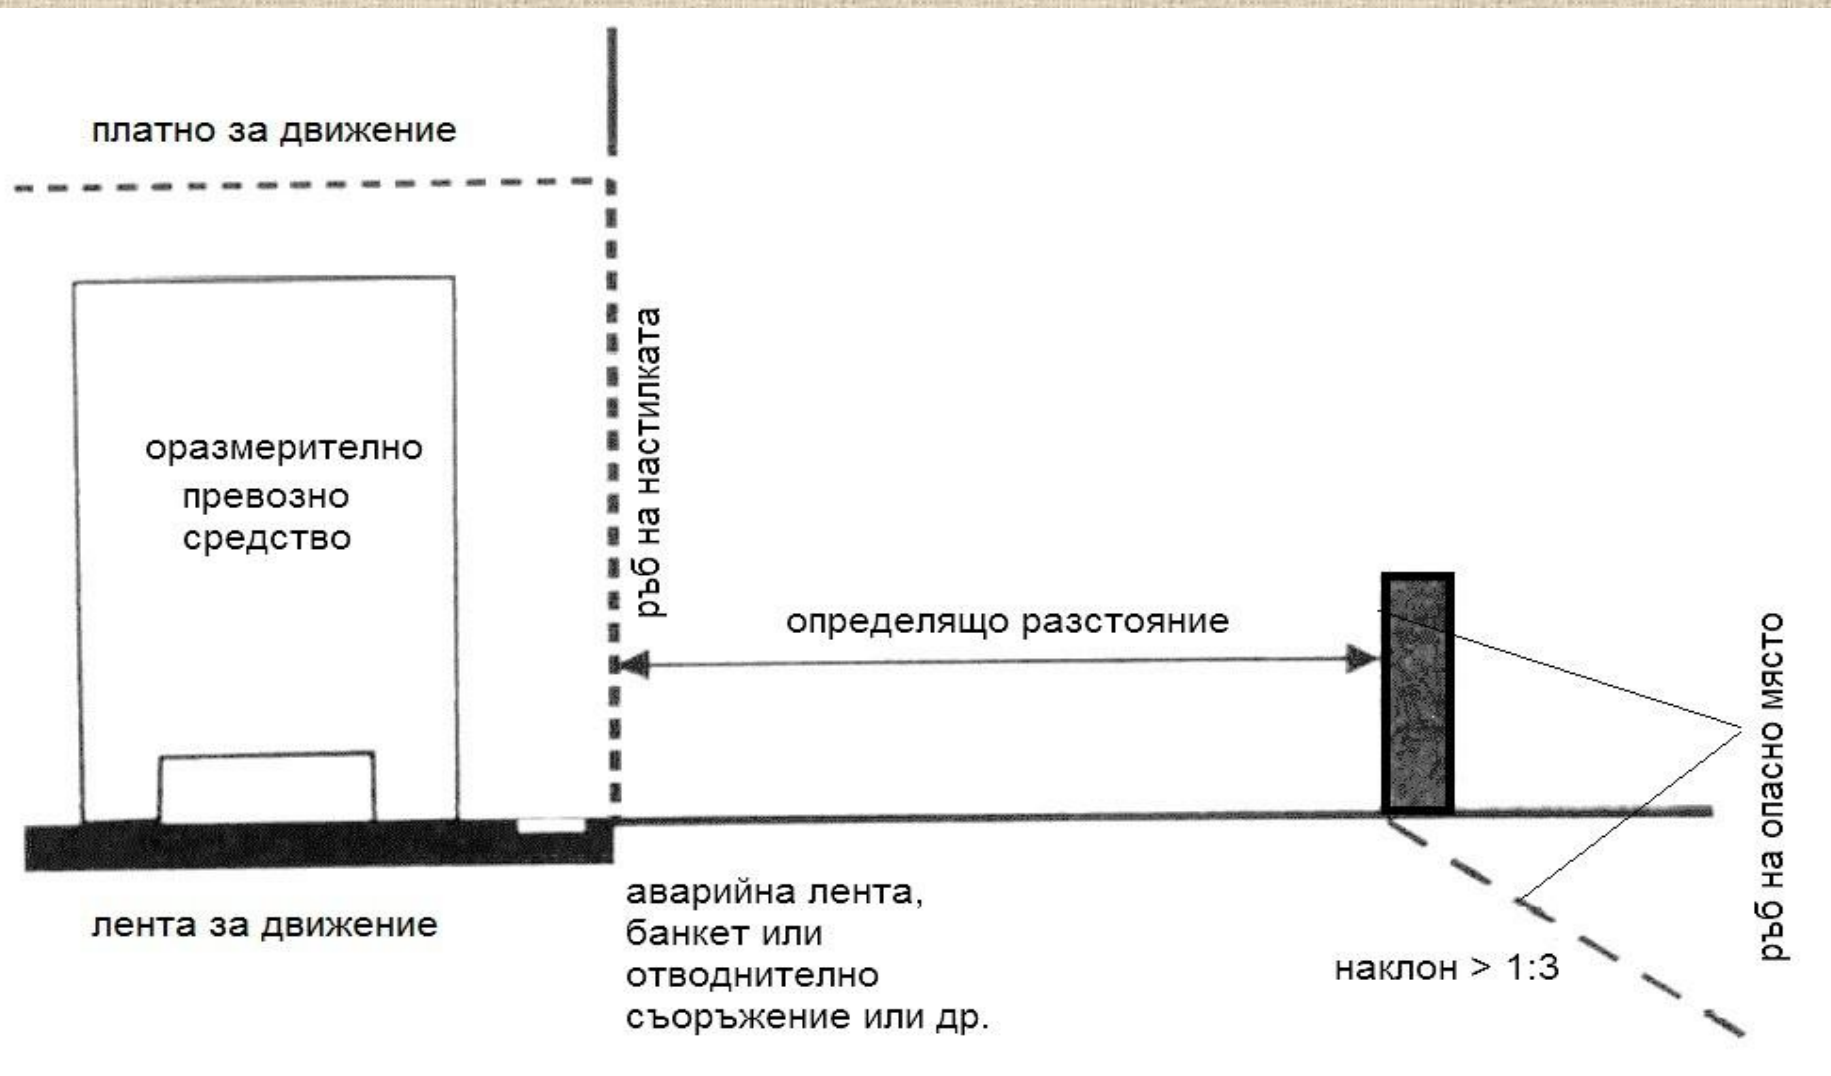 платно за движение
оразмерително
превозно
средство
ръб на настилката
определящо разстояние
ръб на опасно място
лента за движение
аварийна лента,
банкет или
отводнително
съоръжение или др.
наклон > 1:3